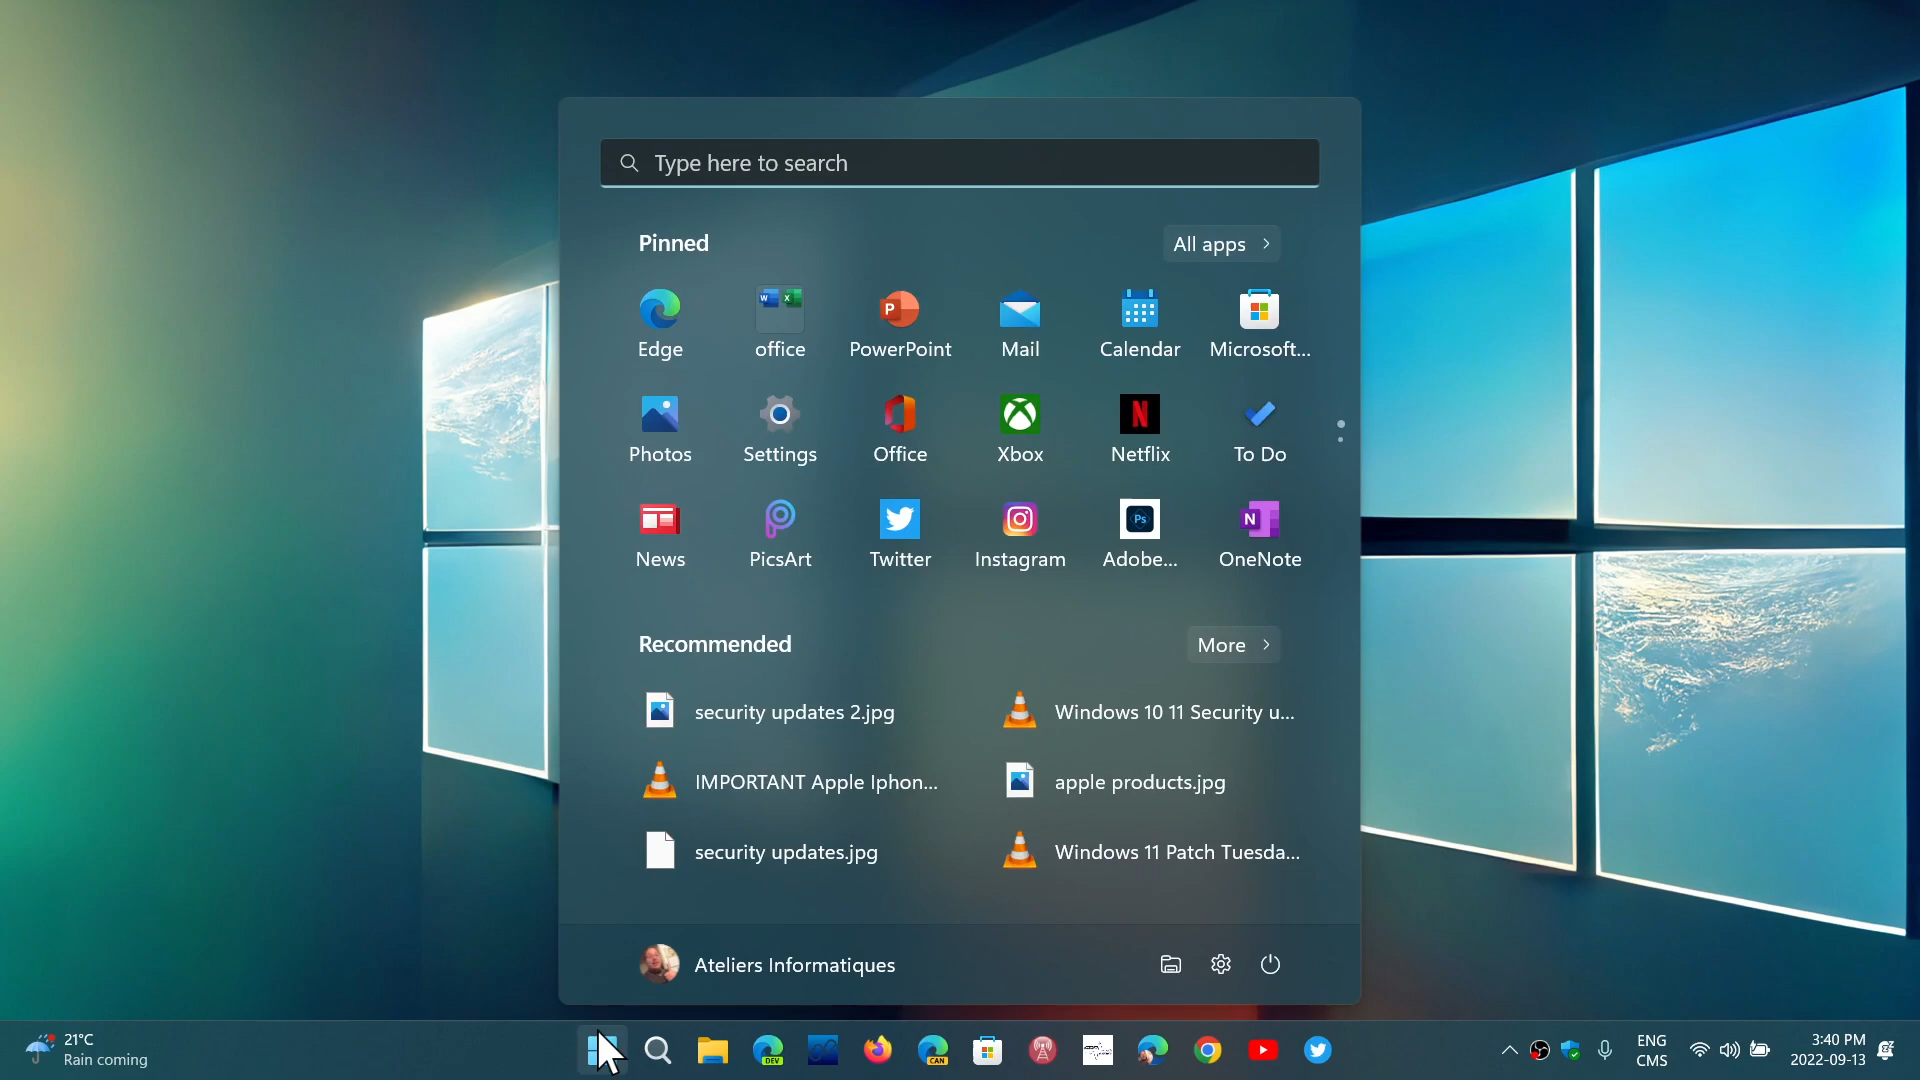 Type here to search
Pinned
All apps
Edge
W X
office
P
PowerPoint
Mail
Calendar
Microsoft...
Photos
Settings
Office
Xbox
N
Netflix
To Do
News
PicsArt
Twitter
Instagram
Ps
Adobe...
N
OneNote
Recommended
More
security updates 2.jpg
Windows 10 11 Security u...
IMPORTANT Apple Iphon...
apple products.jpg
security updates.jpg
Windows 11 Patch Tuesda...
Ateliers Informatiques
21°C
Rain coming
DEV
CAN
ENG
CMS
3:40 PM
2022-09-13